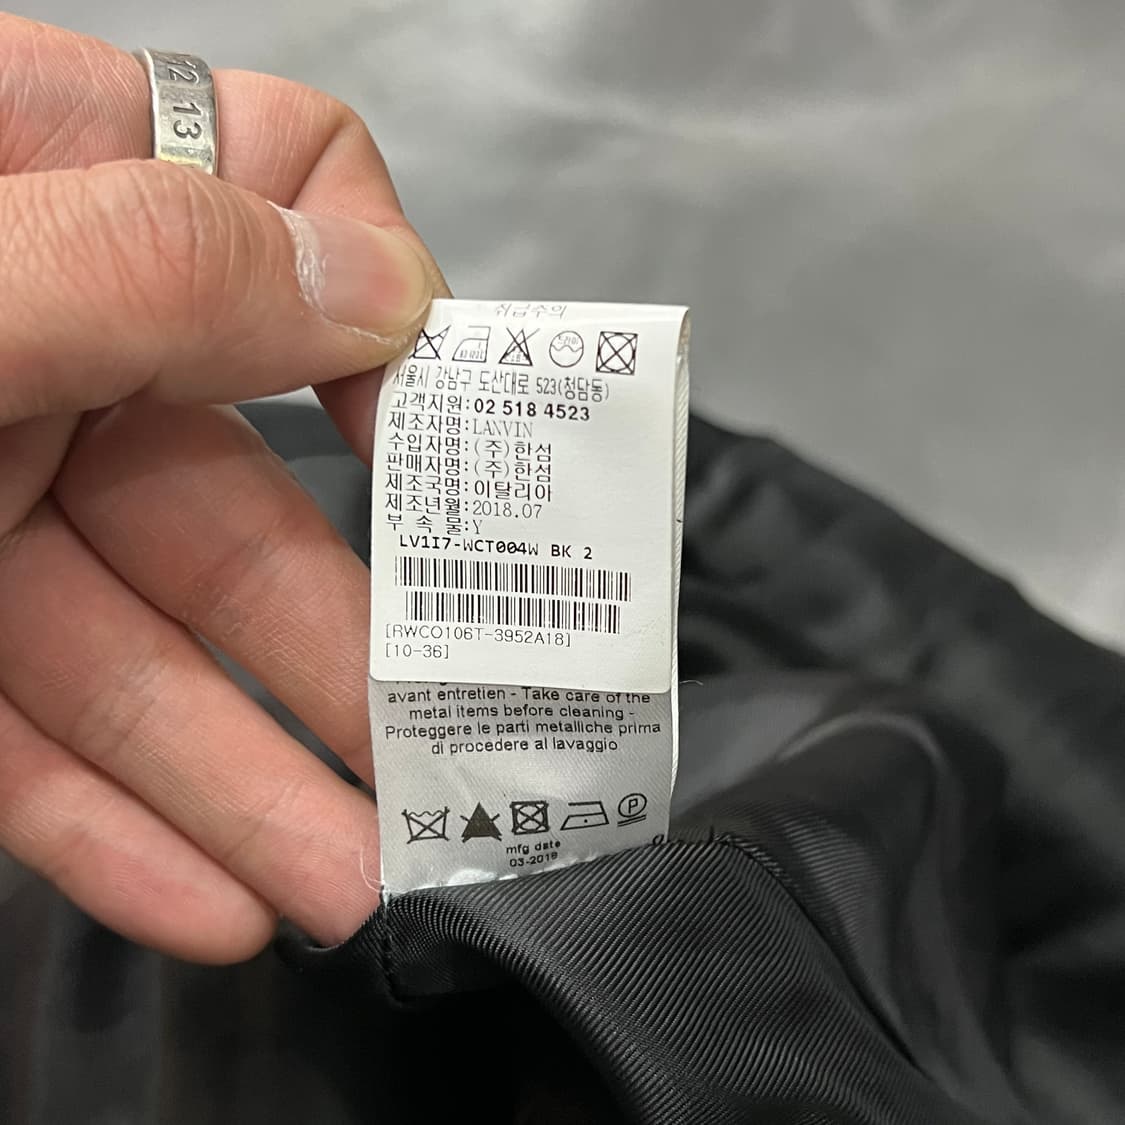 12 13
취급주의
드라이
서울시 강남구 도산대로 523(청담동)
고객지원:02 518 4523
제조자명:LANVIN
수입자명:(주)한섬
판매자명:(주)한섬
제조국명:이탈리아
제조년월:2018.07
부 속 물:Y
LV1I7-WCT004W BK 2
[RWCO106T-3952A18]
[10-36]
avant entretien - Take care of the
metal items before cleaning -
Proteggere le parti metalliche prima
di procedere al lavaggio
P
mfg date
03-2018